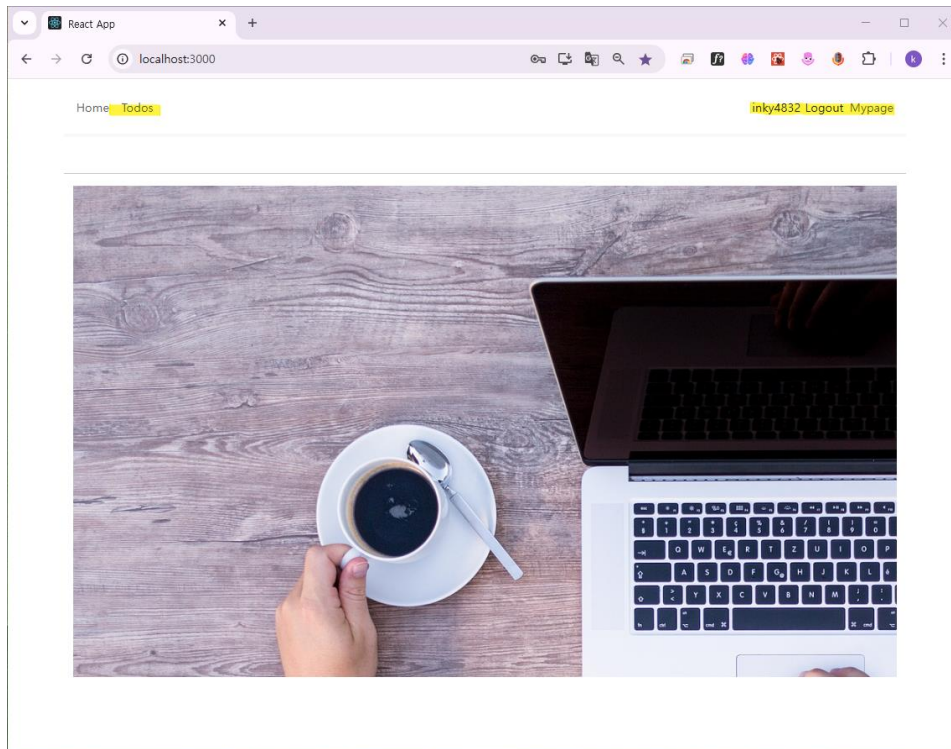 React App
localhost:3000
Home Todos
inky4832 Logout Mypage
k
Q W E R T Z U I O P
A S D F G H J K L
Y X C V B N M